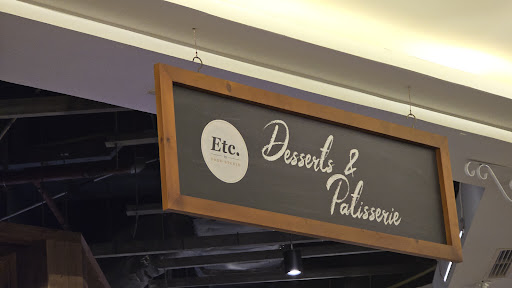 Etc.
Desserts &
Patisserie